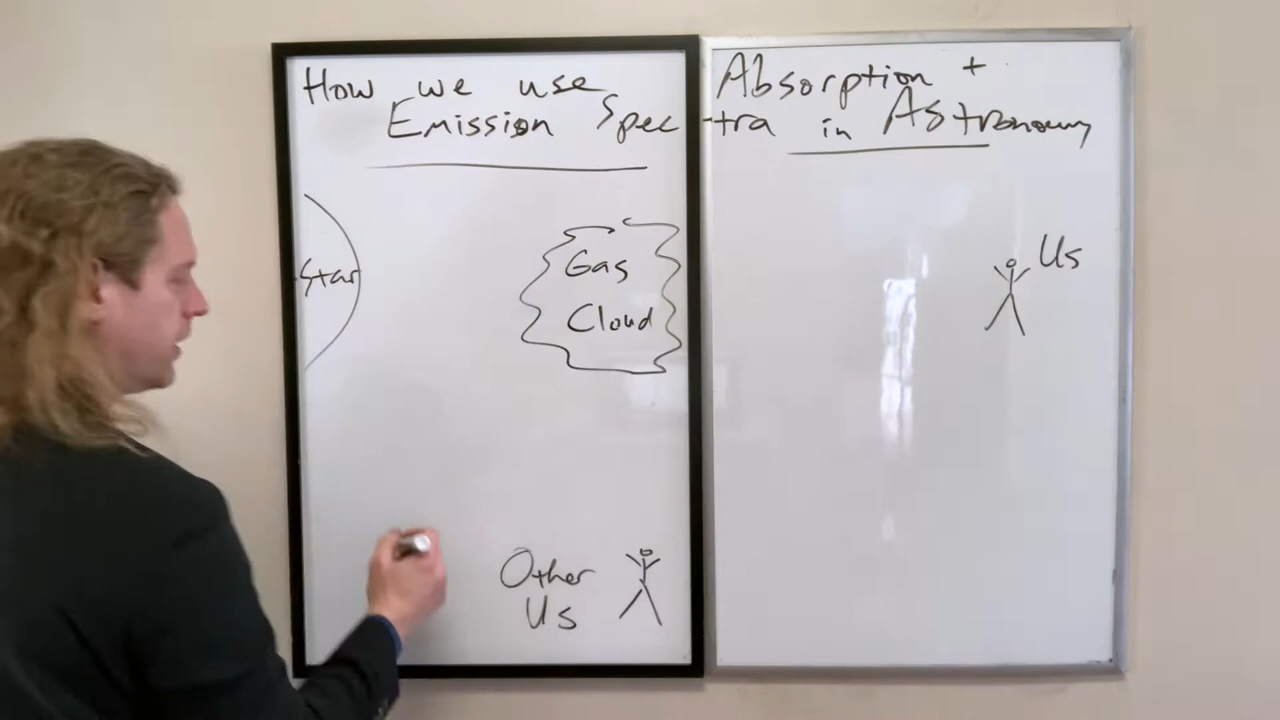 How we use Absorption +
Emission Spectra in Astronomy
Star
Gas
Cloud
Us
Other
Us